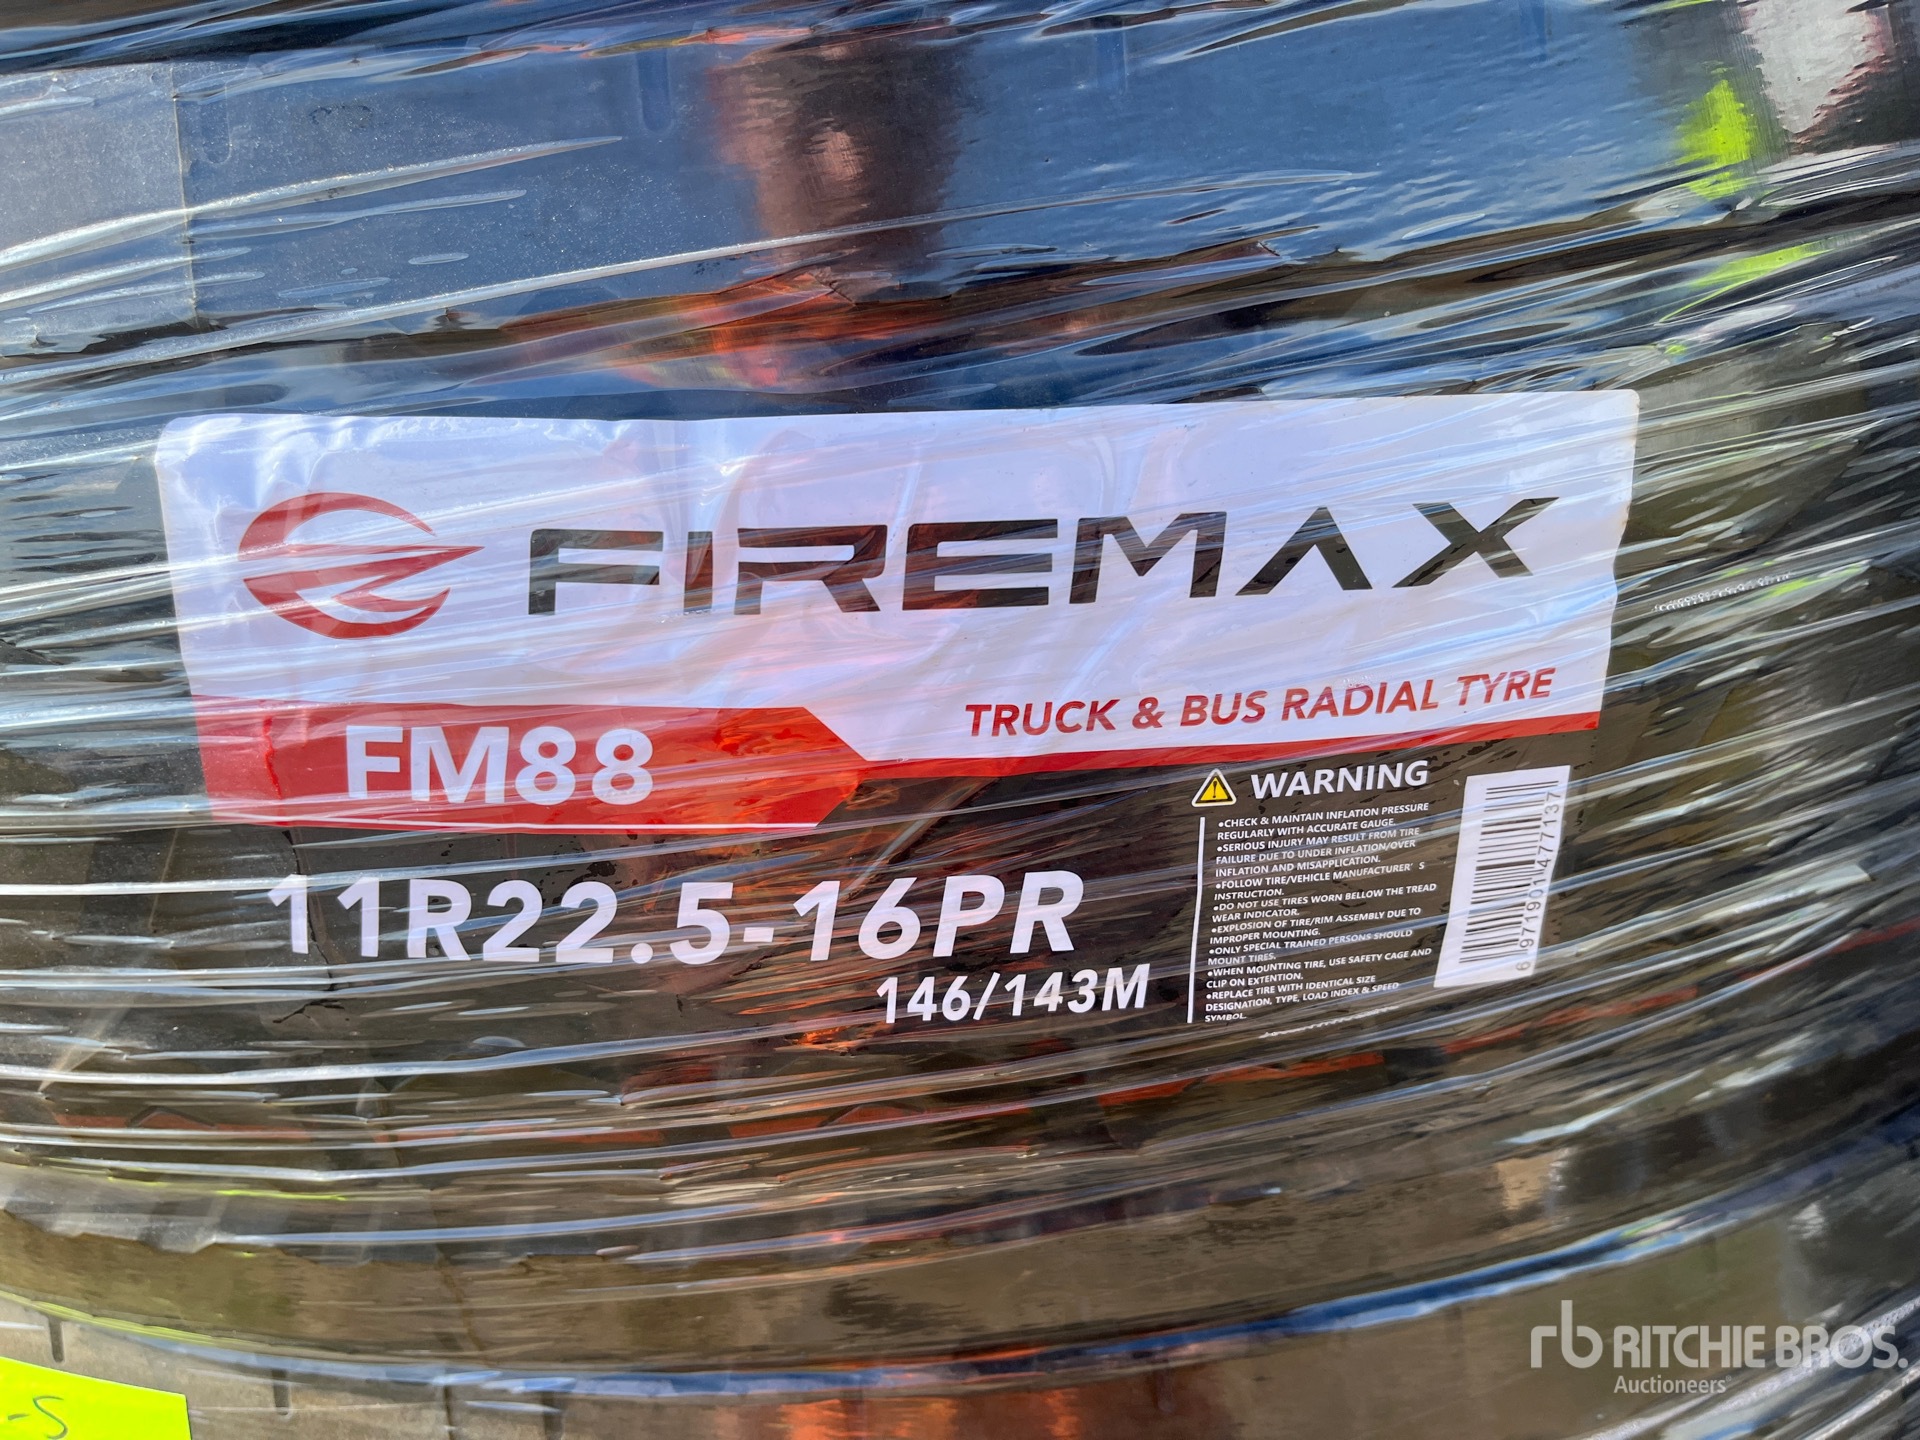 FIREMAX
TRUCK & BUS RADIAL TYRE
FM88
11R22.5-16PR
146/143M
WARNING
•CHECK & MAINTAIN INFLATION PRESSURE
REGULARLY WITH ACCURATE GAUGE.
•SERIOUS INJURY MAY RESULT FROM TIRE
FAILURE DUE TO UNDER INFLATION/OVER
INFLATION AND MISAPPLICATION.
•FOLLOW TIRE/VEHICLE MANUFACTURER'S
INSTRUCTION.
•DO NOT USE TIRES WORN BELLOW THE TREAD
WEAR INDICATOR.
•EXPLOSION OF TIRE/RIM ASSEMBLY DUE TO
IMPROPER MOUNTING.
•ONLY SPECIAL TRAINED PERSONS SHOULD
MOUNT TIRES.
•WHEN MOUNTING TIRE, USE SAFETY CAGE AND
CLIP ON EXTENTION.
•REPLACE TIRE WITH IDENTICAL SIZE
DESIGNATION, TYPE, LOAD INDEX & SPEED
SYMBOL.
6 971991 477137
-S
rb RITCHIE BROS.
Auctioneers